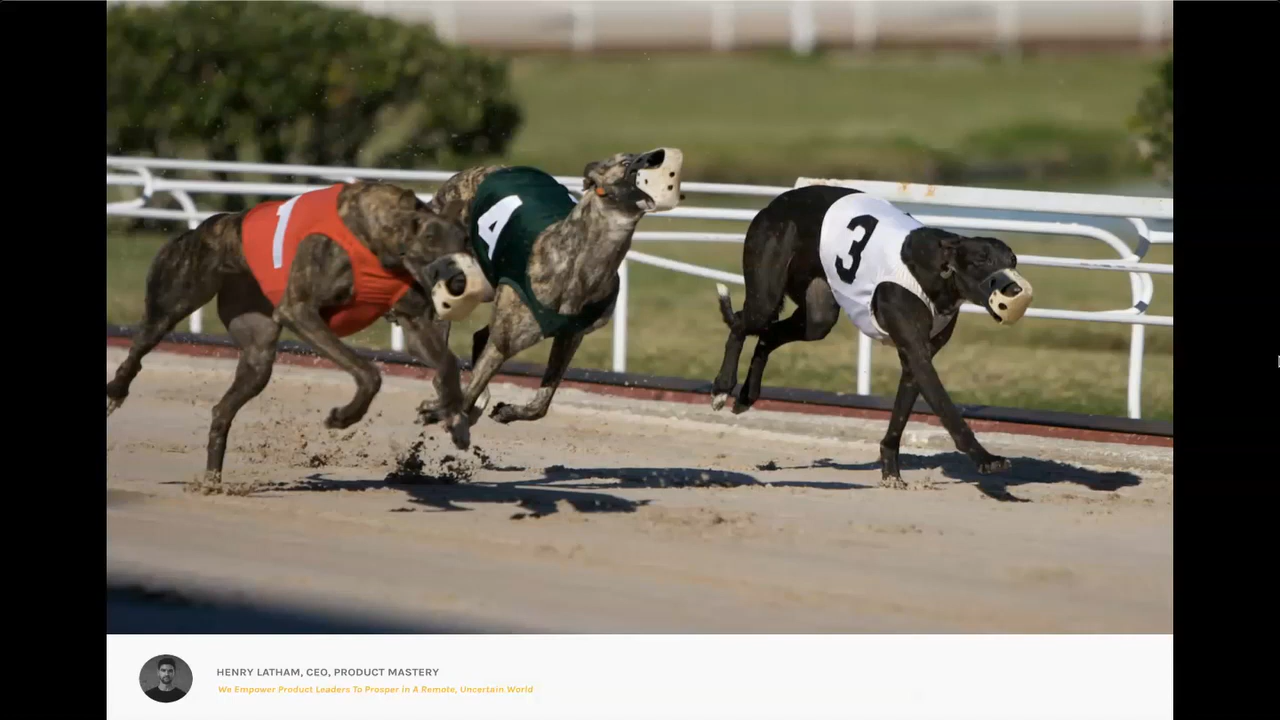 1
4
3
HENRY LATHAM, CEO, PRODUCT MASTERY
We Empower Product Leaders To Prosper In A Remote, Uncertain World